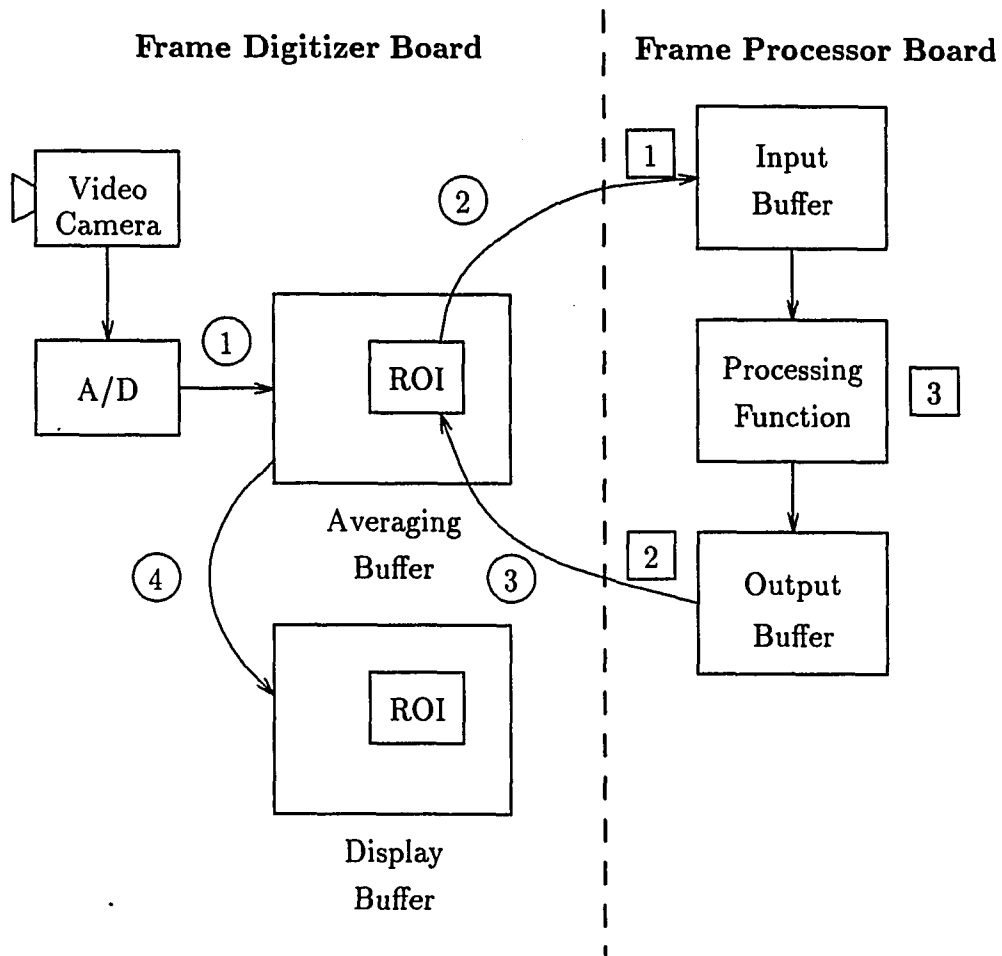 Frame Digitizer Board
Frame Processor Board
Video
Camera
A/D
1
2
ROI
Averaging
Buffer
3
4
ROI
Display
Buffer
1
Input
Buffer
Processing
Function
3
2
Output
Buffer